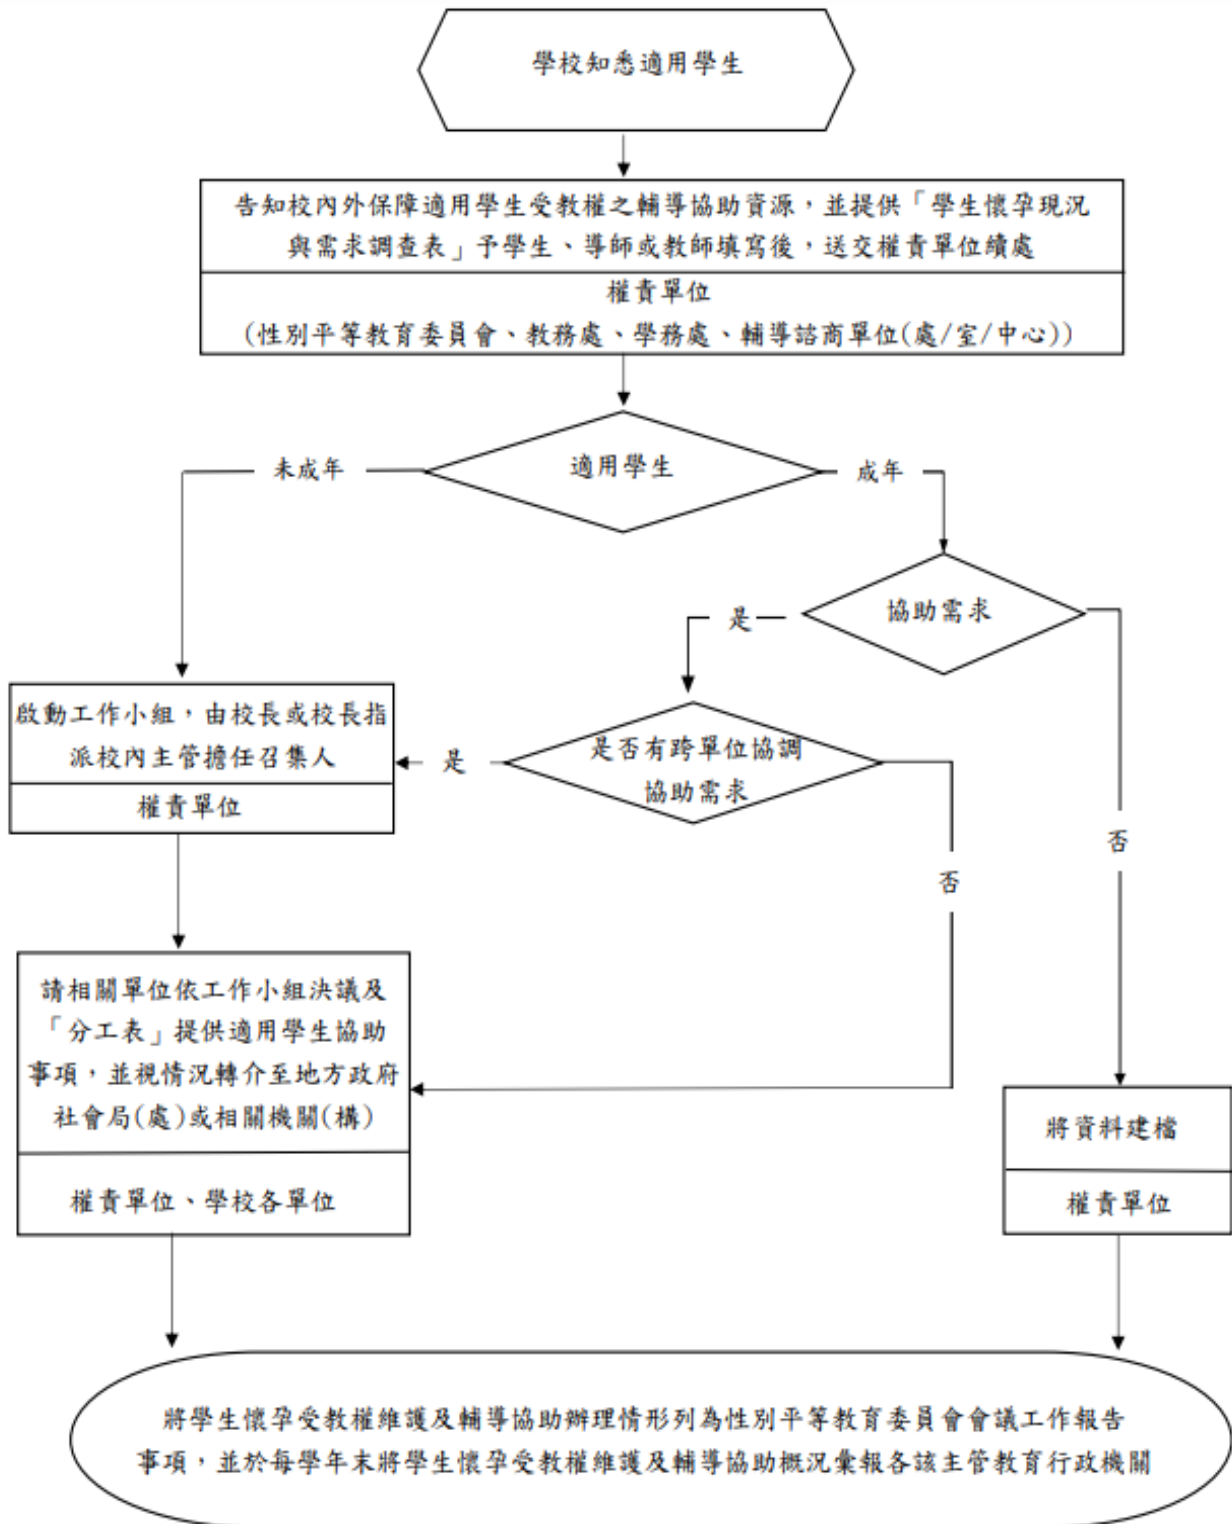 學校知悉適用學生
告知校內外保障適用學生受教權之輔導協助資源，並提供「學生懷孕現況
與需求調查表」予學生、導師或教師填寫後，送交權責單位續處
權責單位
(性別平等教育委員會、教務處、學務處、輔導諮商單位(處/室/中心))
適用學生
未成年
成年
協助需求
是
是否有跨單位協調
協助需求
是
啟動工作小組，由校長或校長指
派校內主管擔任召集人
權責單位
否
否
請相關單位依工作小組決議及
「分工表」提供適用學生協助
事項，並視情況轉介至地方政府
社會局(處)或相關機關(構)
權責單位、學校各單位
將資料建檔
權責單位
將學生懷孕受教權維護及輔導協助辦理情形列為性別平等教育委員會會議工作報告
事項，並於每學年末將學生懷孕受教權維護及輔導協助概況彙報各該主管教育行政機關